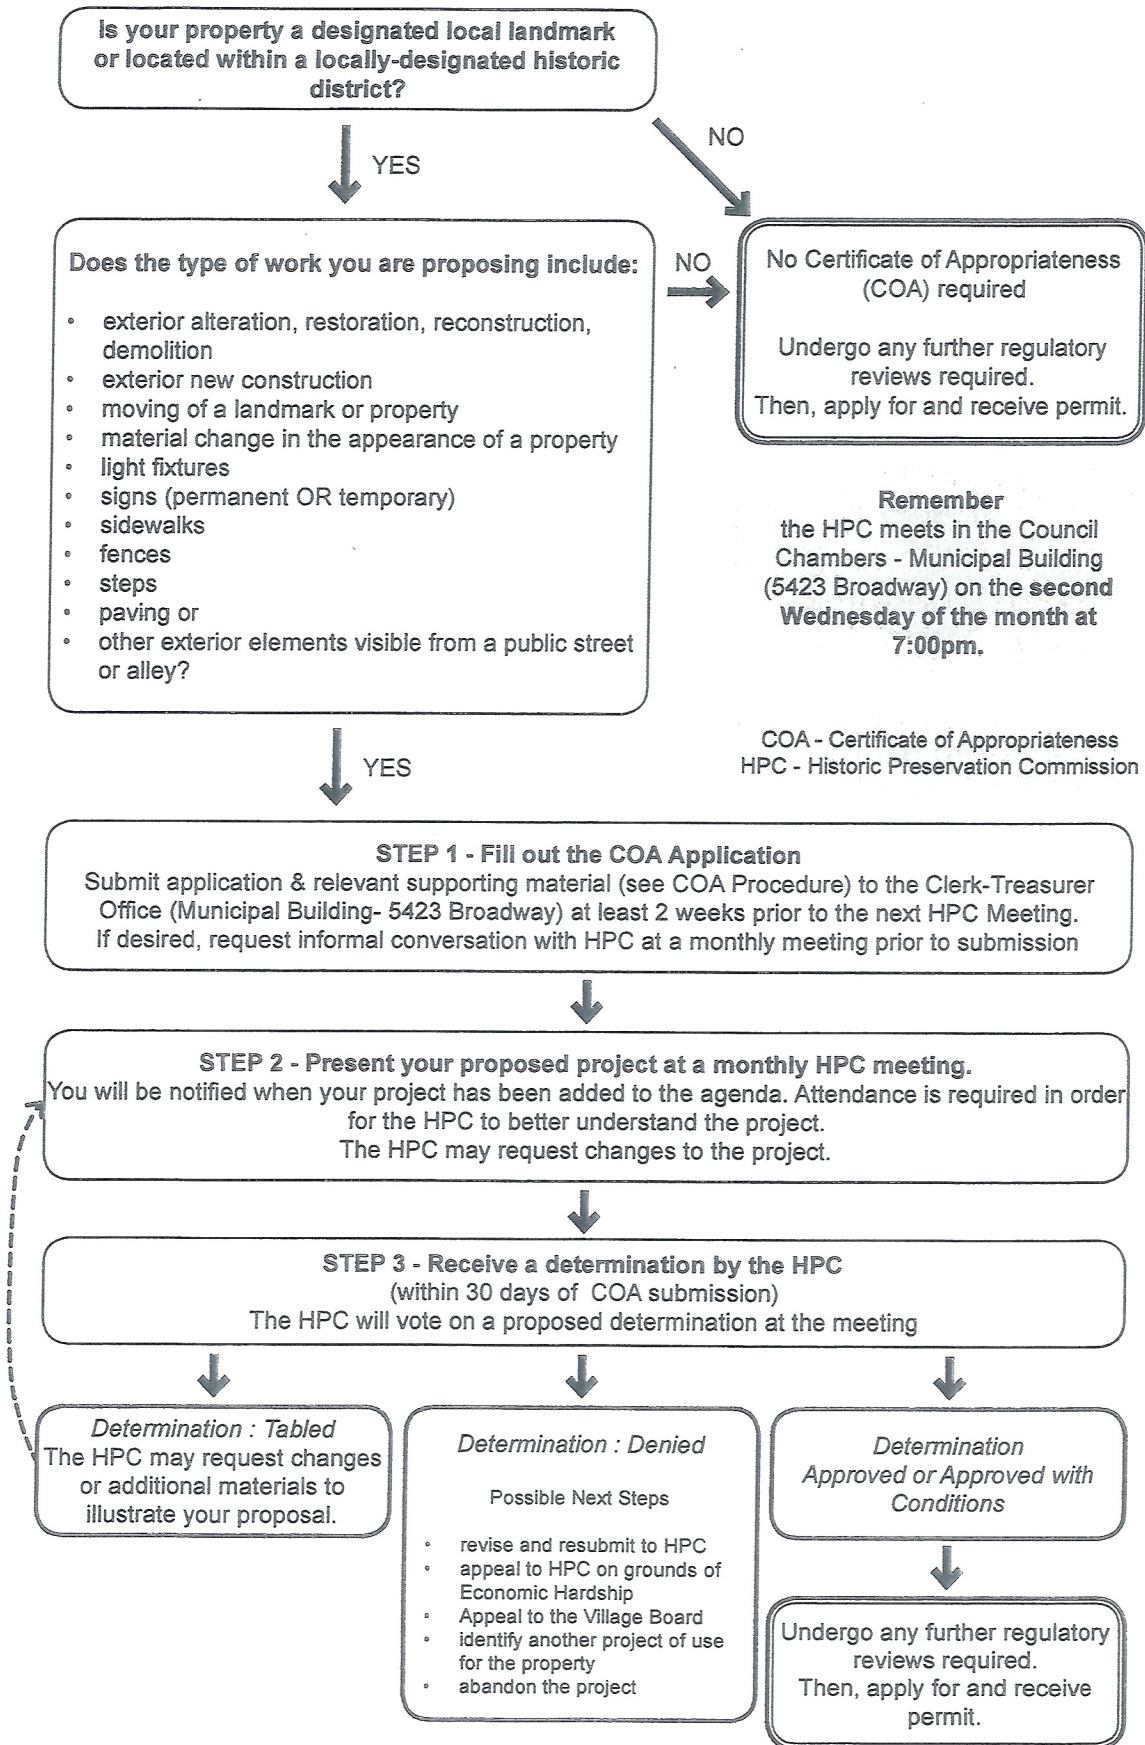 Is your property a designated local landmark
or located within a locally-designated historic
district?
NO
YES
Does the type of work you are proposing include:
• exterior alteration, restoration, reconstruction,
demolition
• exterior new construction
• moving of a landmark or property
• material change in the appearance of a property
• light fixtures
• signs (permanent OR temporary)
• sidewalks
• fences
• steps
• paving or
• other exterior elements visible from a public street
or alley?
NO
No Certificate of Appropriateness
(COA) required
Undergo any further regulatory
reviews required.
Then, apply for and receive permit.
Remember
the HPC meets in the Council
Chambers - Municipal Building
(5423 Broadway) on the second
Wednesday of the month at
7:00pm.
COA - Certificate of Appropriateness
HPC - Historic Preservation Commission
YES
STEP 1 - Fill out the COA Application
Submit application & relevant supporting material (see COA Procedure) to the Clerk-Treasurer
Office (Municipal Building- 5423 Broadway) at least 2 weeks prior to the next HPC Meeting.
If desired, request informal conversation with HPC at a monthly meeting prior to submission
STEP 2 - Present your proposed project at a monthly HPC meeting.
You will be notified when your project has been added to the agenda. Attendance is required in order
for the HPC to better understand the project.
The HPC may request changes to the project.
STEP 3 - Receive a determination by the HPC
(within 30 days of COA submission)
The HPC will vote on a proposed determination at the meeting
Determination : Tabled
The HPC may request changes
or additional materials to
illustrate your proposal.
Determination : Denied
Possible Next Steps
• revise and resubmit to HPC
• appeal to HPC on grounds of
Economic Hardship
• Appeal to the Village Board
• identify another project of use
for the property
• abandon the project
Determination
Approved or Approved with
Conditions
Undergo any further regulatory
reviews required.
Then, apply for and receive
permit.